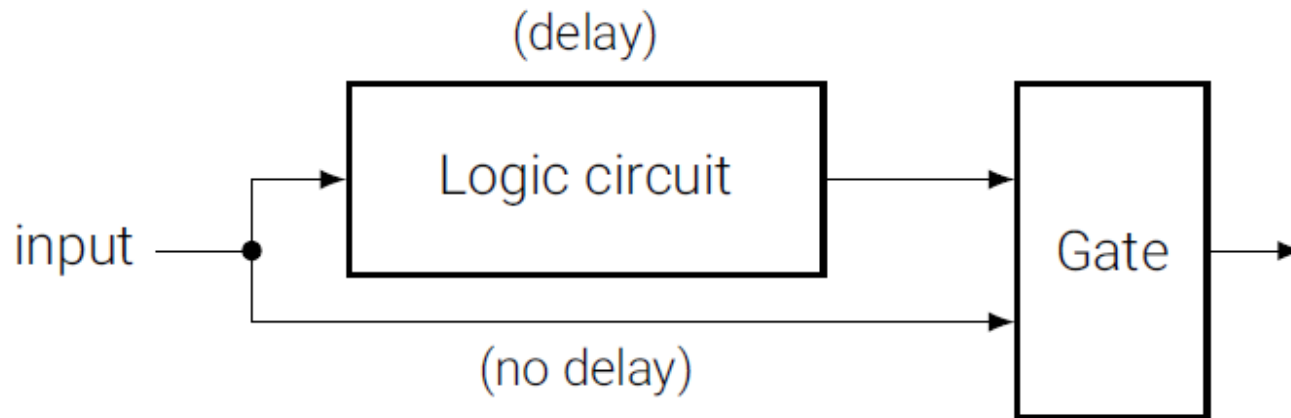 (delay)
Logic circuit
input
Gate
(no delay)